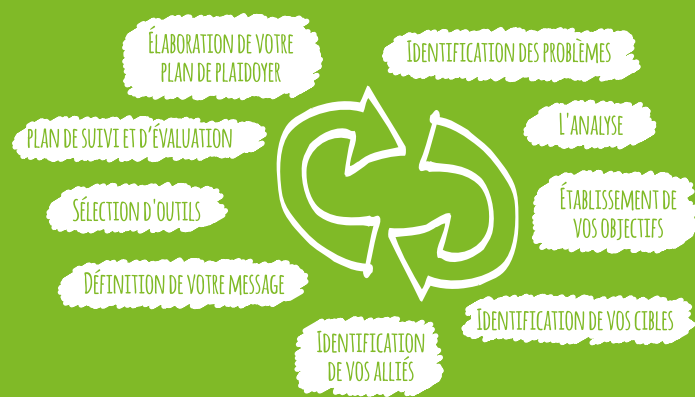 ÉLABORATION DE VOTRE
PLAN DE PLAIDOYER
IDENTIFICATION DES PROBLÈMES
PLAN DE SUIVI ET D'ÉVALUATION
L'ANALYSE
SÉLECTION D'OUTILS
ÉTABLISSEMENT DE
VOS OBJECTIFS
DÉFINITION DE VOTRE MESSAGE
IDENTIFICATION DE VOS CIBLES
IDENTIFICATION
DE VOS ALLIÉS